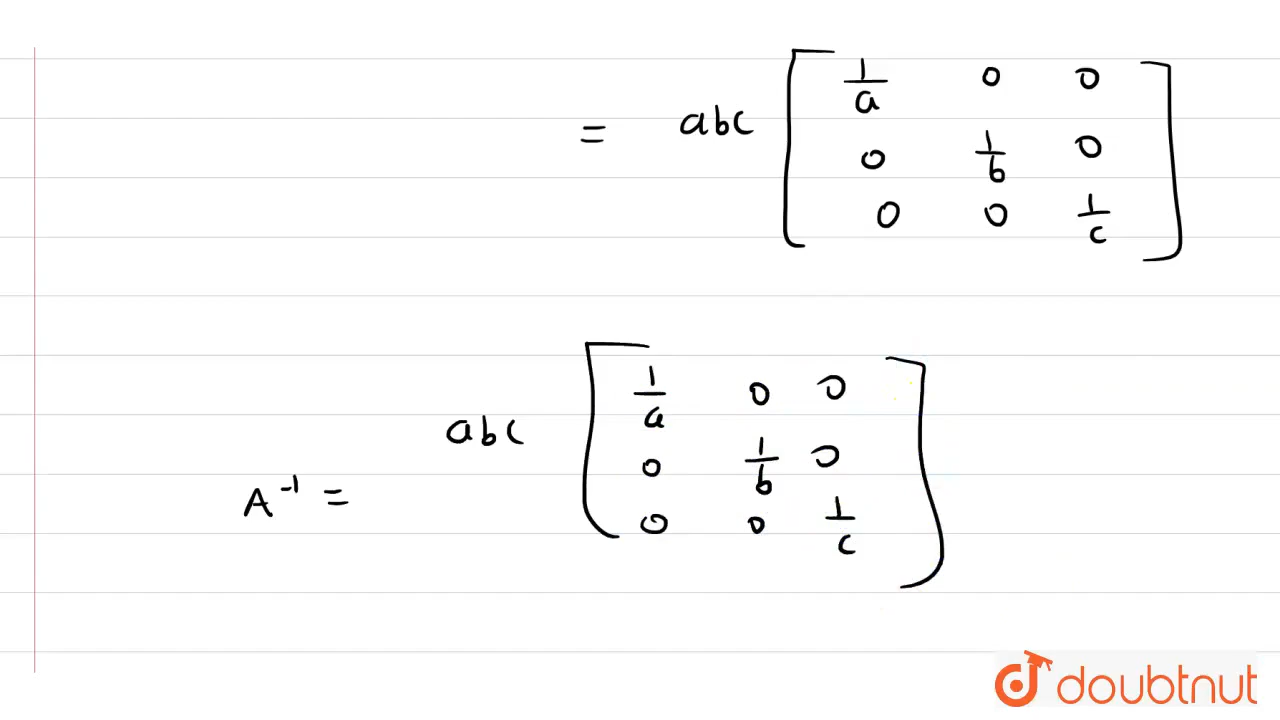 = abc [ 1/a 0 0
0 1/b 0
0 0 1/c ]
abc [ 1/a 0 0
0 1/b 0
A⁻¹ =
0 0 1/c ]
doubtnut